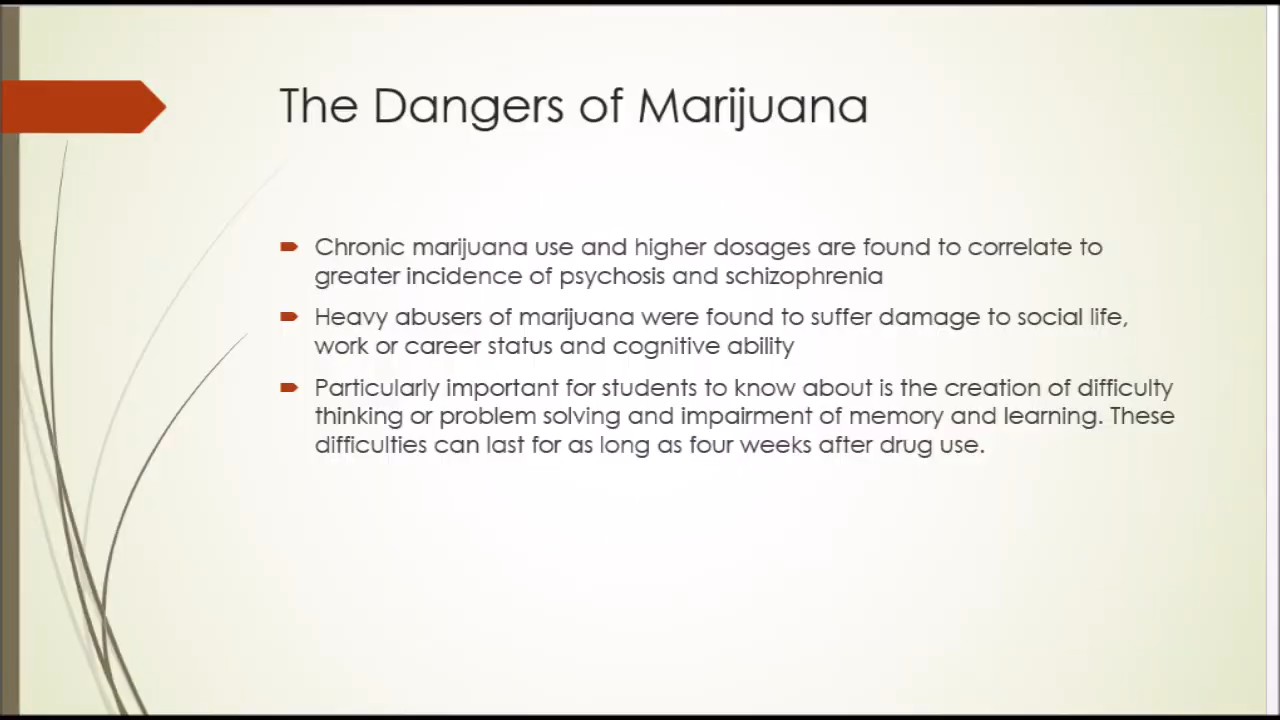 The Dangers of Marijuana
Chronic marijuana use and higher dosages are found to correlate to
greater incidence of psychosis and schizophrenia
Heavy abusers of marijuana were found to suffer damage to social life,
work or career status and cognitive ability
Particularly important for students to know about is the creation of difficulty
thinking or problem solving and impairment of memory and learning. These
difficulties can last for as long as four weeks after drug use.